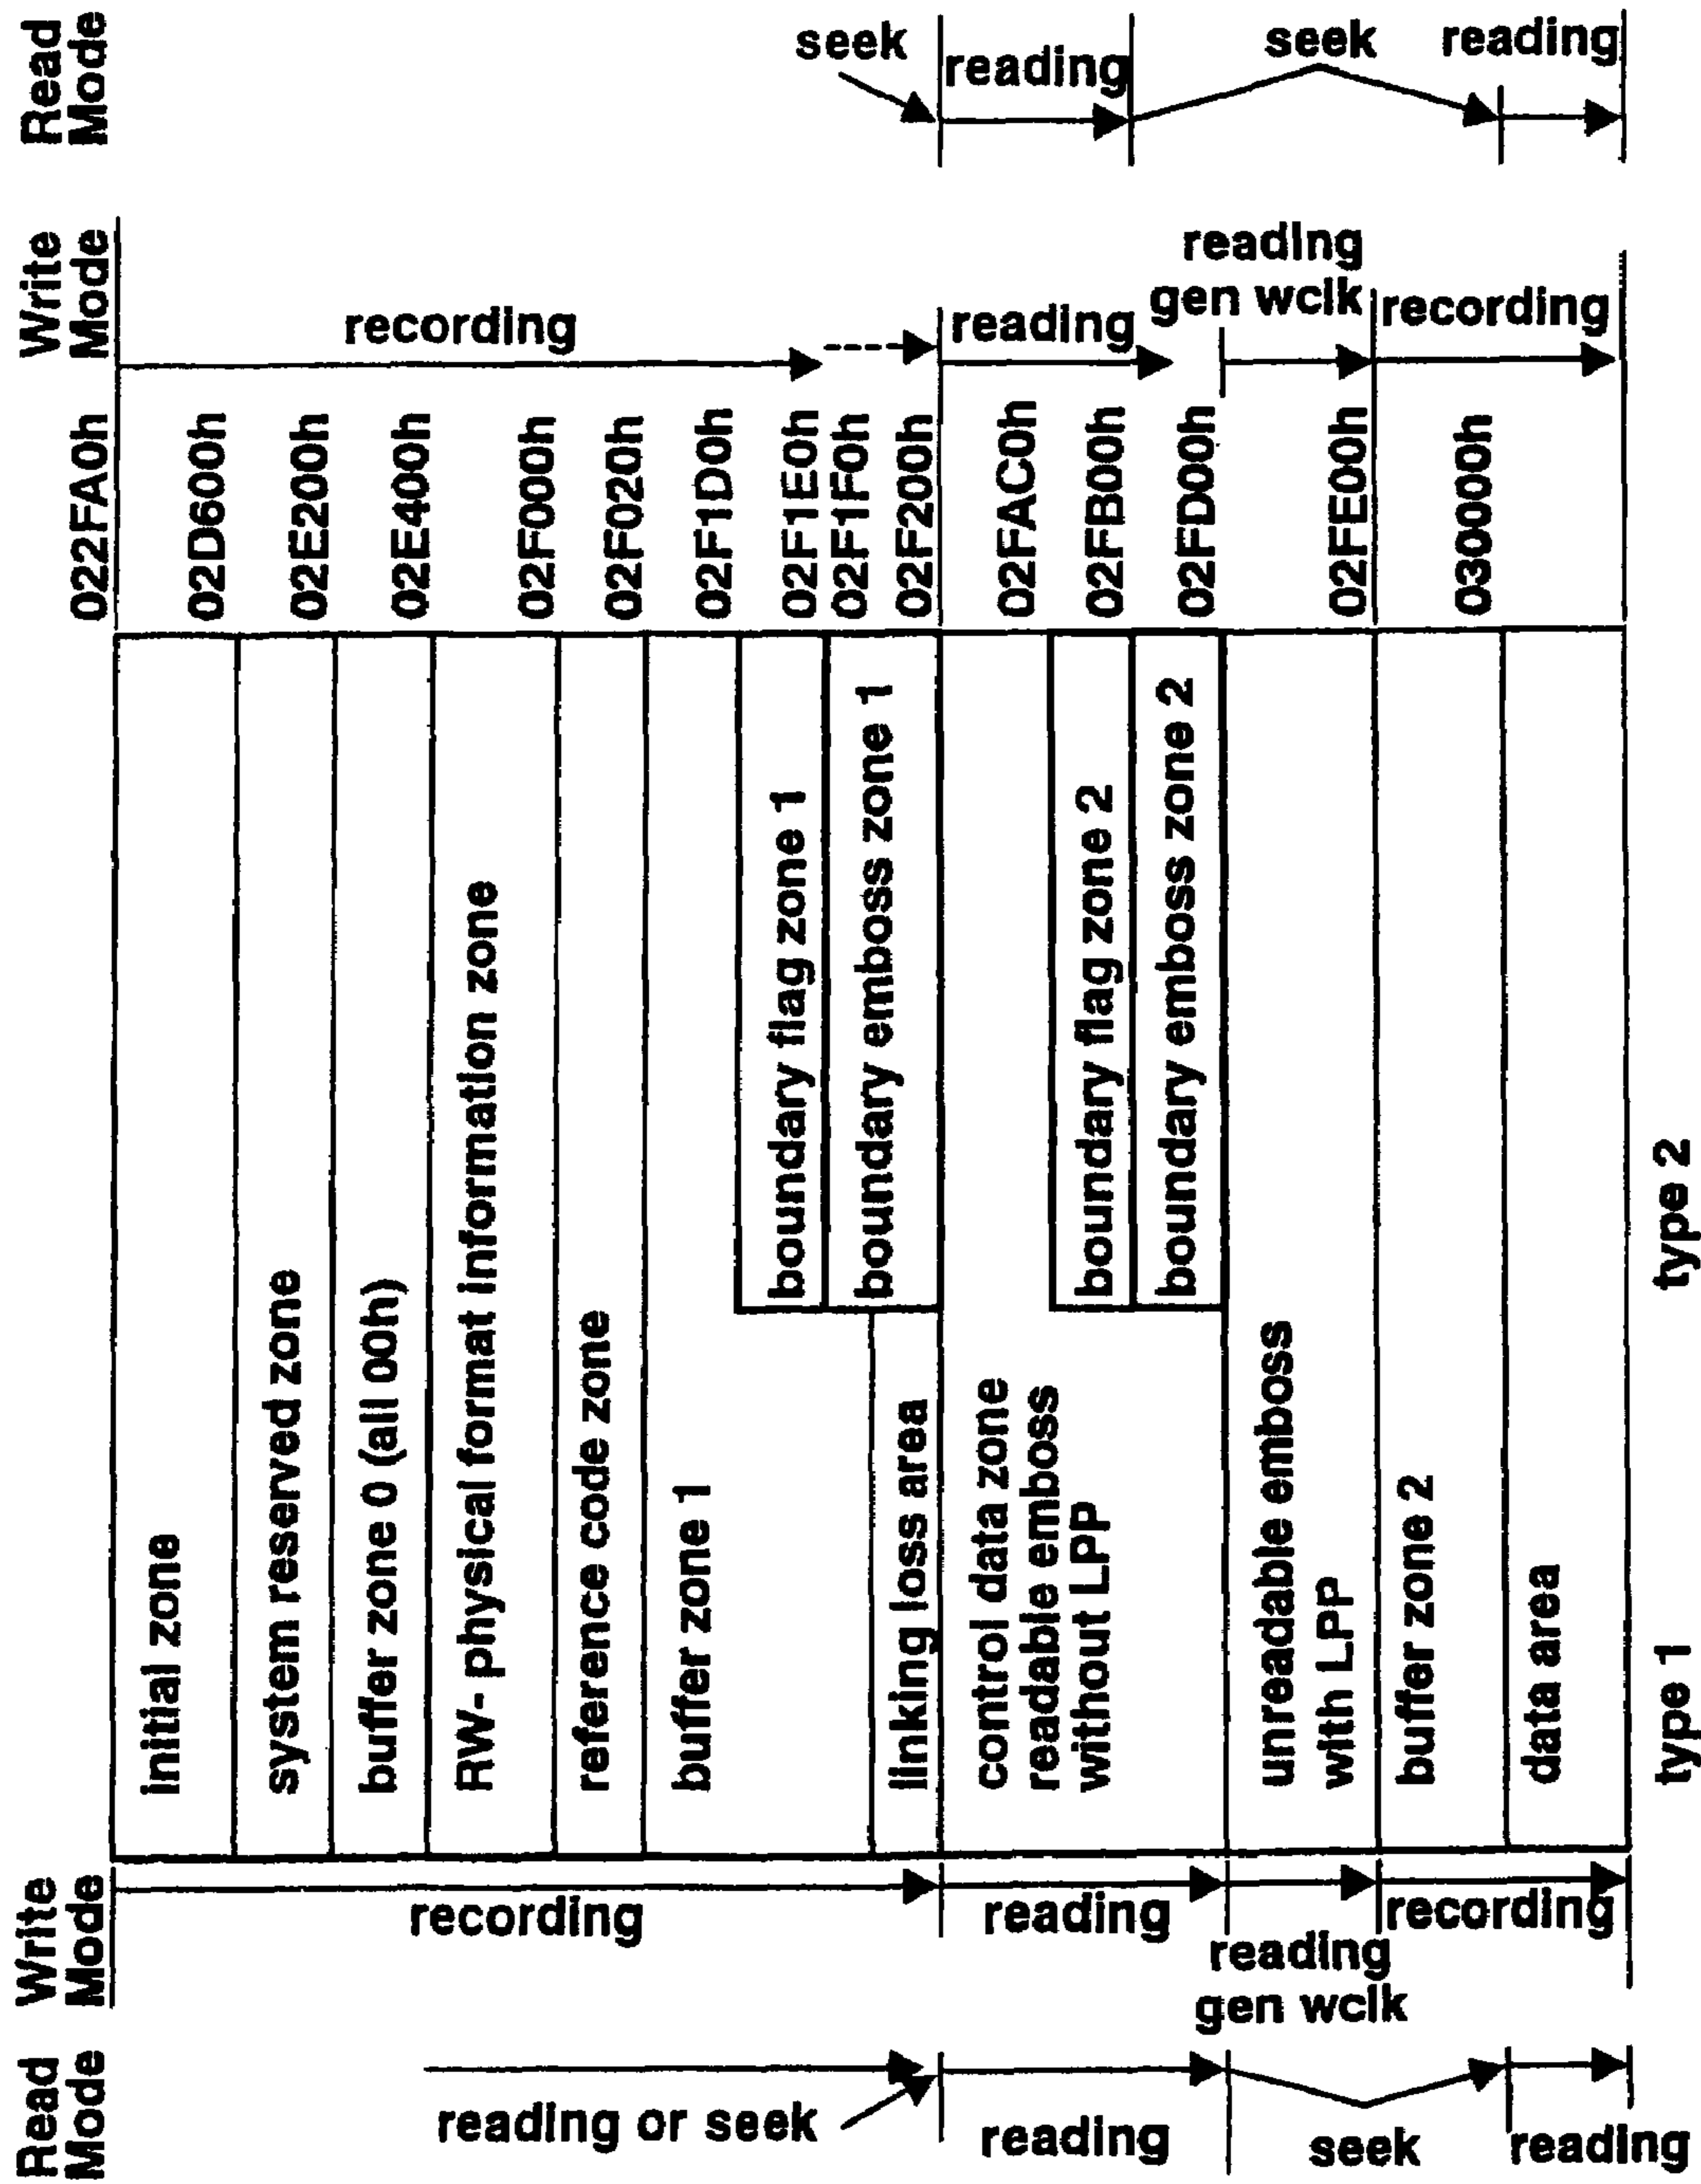 Read
Mode
seek
reading
seek
reading
Write
Mode
recording
reading
reading
gen wclk
recording
022FA0h
02D600h
02E200h
02E400h
02F000h
02F020h
02F1D0h
02F1E0h
02F1F0h
02F200h
02FAC0h
02FB00h
02FD00h
02FE00h
030000h
initial zone
system reserved zone
buffer zone 0 (all 00h)
RW- physical format information zone
reference code zone
buffer zone 1
boundary flag zone 1
boundary emboss zone 1
linking loss area
control data zone
readable emboss
without LPP
boundary flag zone 2
boundary emboss zone 2
unreadable emboss
with LPP
buffer zone 2
data area
type 1
type 2
Write
Mode
recording
reading
reading
gen wclk
recording
Read
Mode
reading or seek
reading
seek
reading